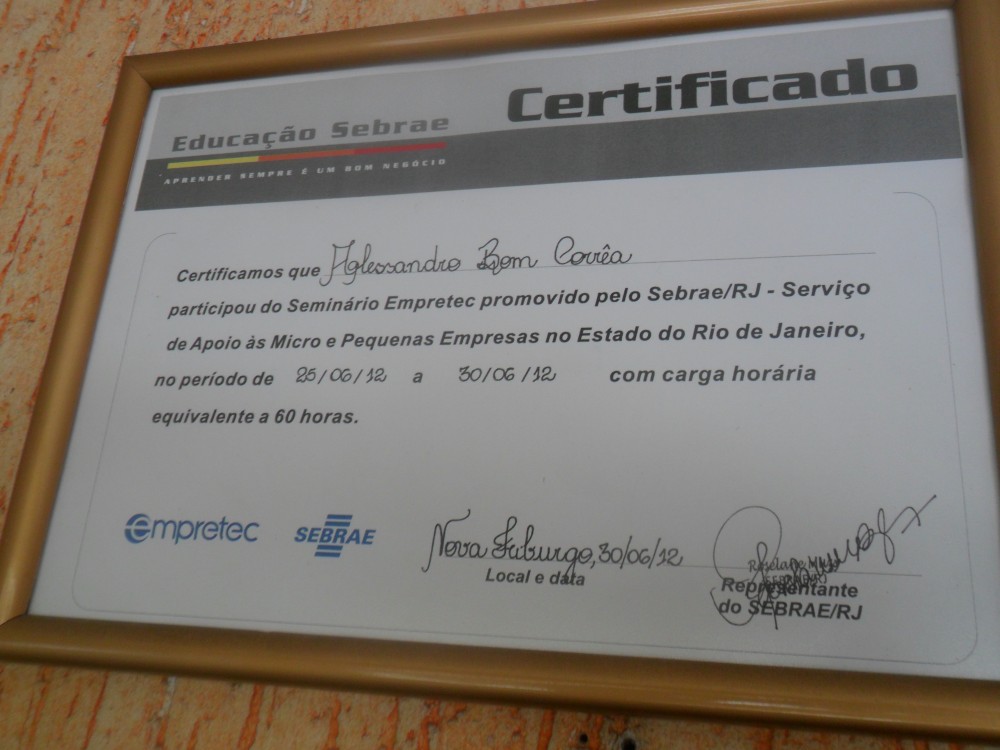 Certificado
Educação Sebrae
APRENDER SEMPRE É UM BOM NEGÓCIO
Certificamos que Aglessandro Bom Corrêa
participou do Seminário Empretec promovido pelo Sebrae/RJ - Serviço
de Apoio às Micro e Pequenas Empresas no Estado do Rio de Janeiro,
no período de 25/06/12 a 30/06/12 com carga horária
equivalente a 60 horas.
empretec
SEBRAE
Nova Friburgo, 30/06/12
Local e data
Representante
do SEBRAE/RJ